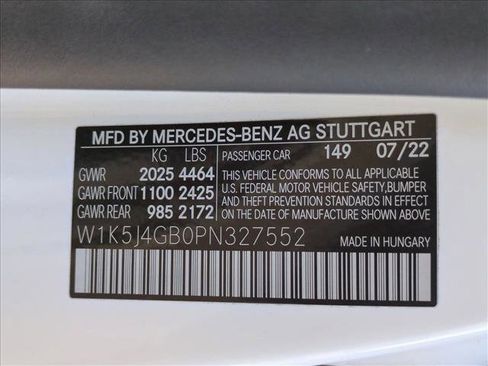 MFD BY MERCEDES-BENZ AG STUTTGART
KG LBS PASSENGER CAR 149 07/22
GVWR 2025 4464
GAWR FRONT 1100 2425
GAWR REAR 985 2172
THIS VEHICLE CONFORMS TO ALL APPLICABLE
U.S. FEDERAL MOTOR VEHICLE SAFETY,BUMPER
AND THEFT PREVENTION STANDARDS IN EFFECT
ON THE DATE OF MANUFACTURE SHOWN ABOVE.
W1K5J4GB0PN327552
MADE IN HUNGARY